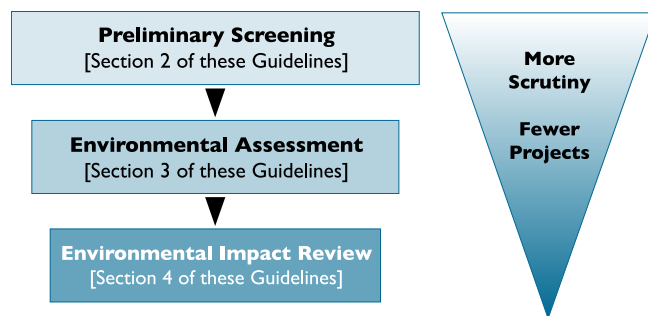 Preliminary Screening
[Section 2 of these Guidelines]
Environmental Assessment
[Section 3 of these Guidelines]
Environmental Impact Review
[Section 4 of these Guidelines]
More
Scrutiny
Fewer
Projects